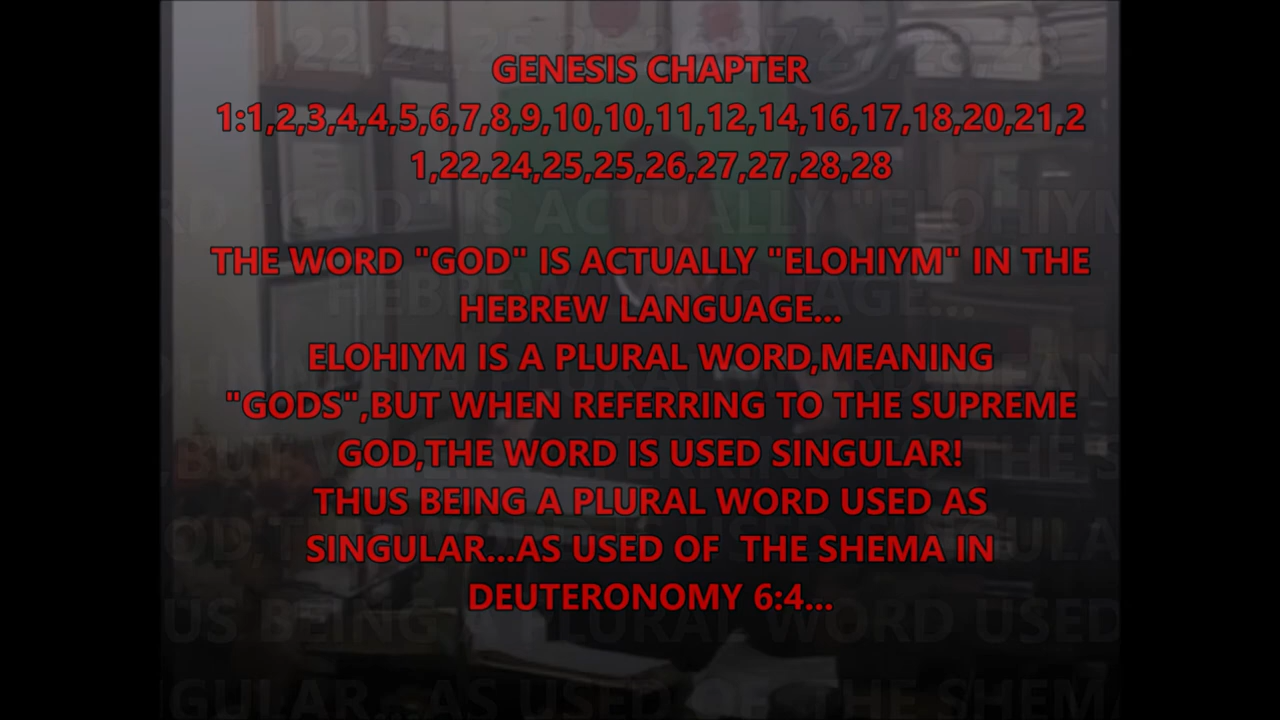 GENESIS CHAPTER
1:1,2,3,4,4,5,6,7,8,9,10,10,11,12,14,16,17,18,20,21,2
1,22,24,25,25,26,27,27,28,28
THE WORD "GOD" IS ACTUALLY "ELOHIYM" IN THE
HEBREW LANGUAGE...
ELOHIYM IS A PLURAL WORD,MEANING
"GODS",BUT WHEN REFERRING TO THE SUPREME
GOD,THE WORD IS USED SINGULAR!
THUS BEING A PLURAL WORD USED AS
SINGULAR...AS USED OF  THE SHEMA IN
DEUTERONOMY 6:4...